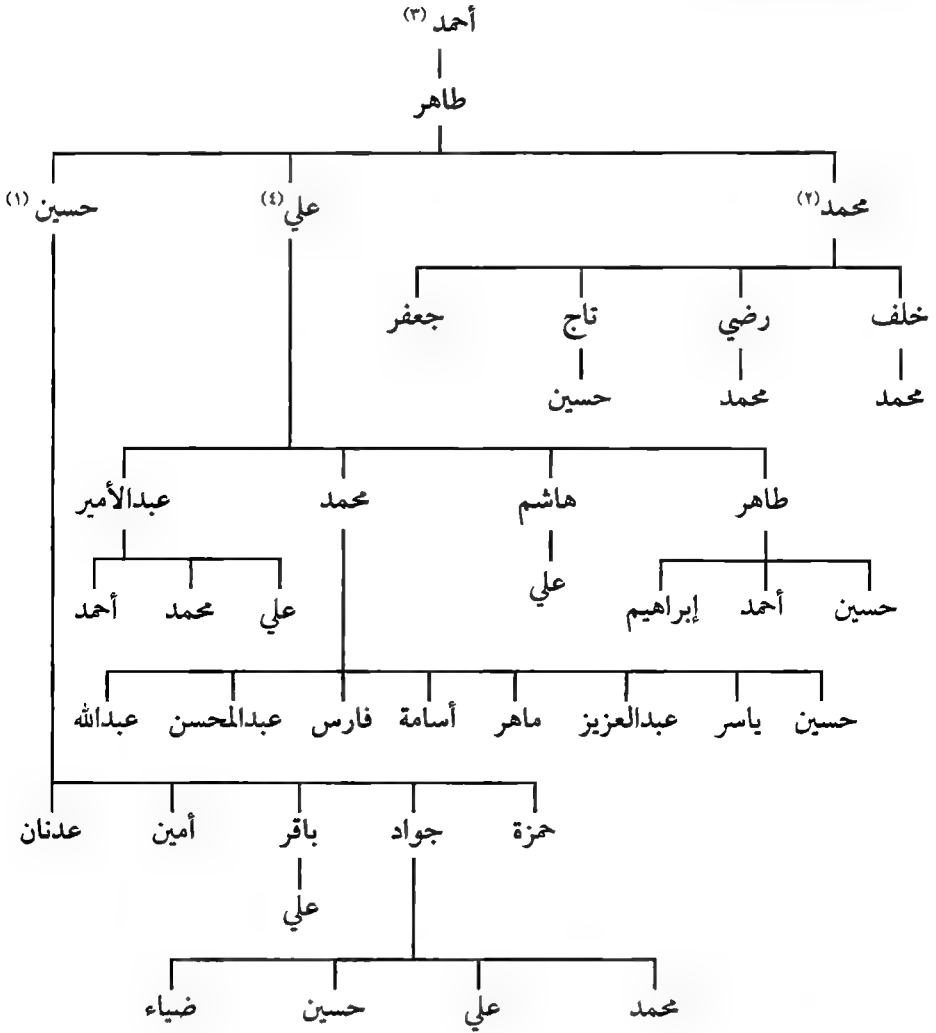 أحمد (٣)
طاهر
محمد (٢) علي (٤) حسين (١)
خلف رضي تاج جعفر
محمد محمد حسين
طاهر هاشم محمد عبدالأمير
علي
حسين أحمد إبراهيم علي محمد أحمد
حسين ياسر عبدالعزيز ماهر أسامة فارس عبدالمحسن عبدالله
حمزة جواد باقر أمين عدنان
علي
محمد علي حسين ضياء